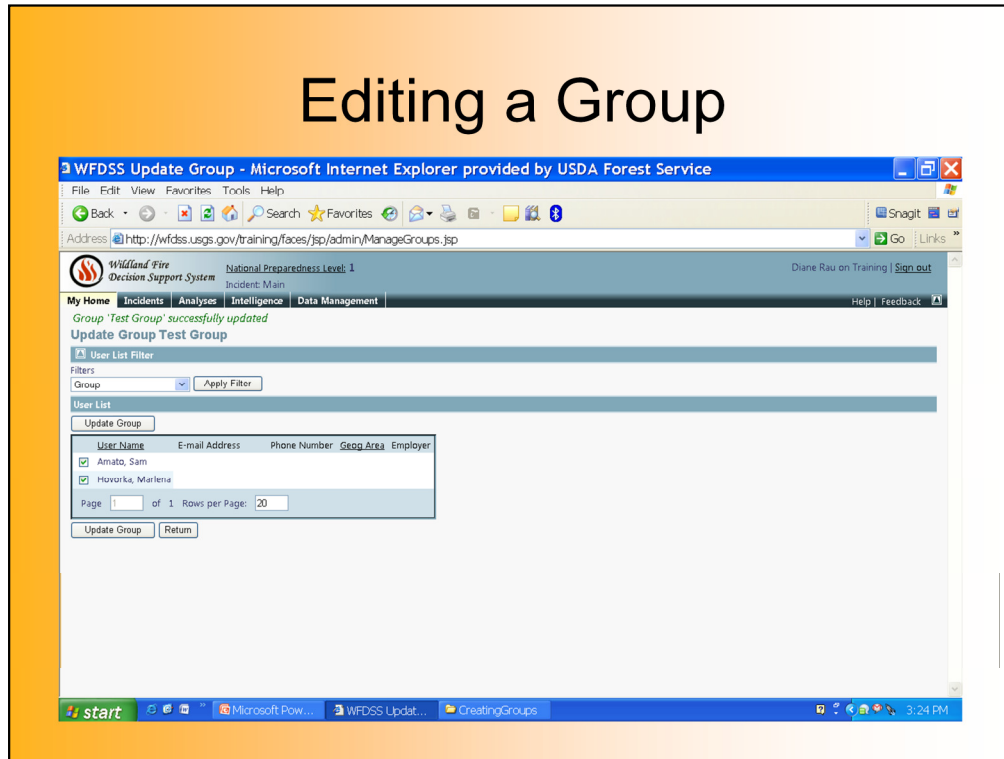 Editing a Group
WFDSS Update Group - Microsoft Internet Explorer provided by USDA Forest Service
File Edit View Favorites Tools Help
Back Search Favorites Snagit
Address http://wfdss.usgs.gov/training/faces/jsp/admin/ManageGroups.jsp Go Links »
Wildland Fire
Decision Support System
National Preparedness Level: 1
Incident: Main
Diane Rau on Training | Sign out
My Home Incidents Analyses Intelligence Data Management Help | Feedback
Group 'Test Group' successfully updated
Update Group Test Group
User List Filter
Filters
Group Apply Filter
User List
Update Group
User Name E-mail Address Phone Number Geog Area Employer
Amato, Sam
Hovorka, Marlena
Page 1 of 1 Rows per Page: 20
Update Group Return
start » Microsoft Pow... WFDSS Updat... CreatingGroups 3:24 PM